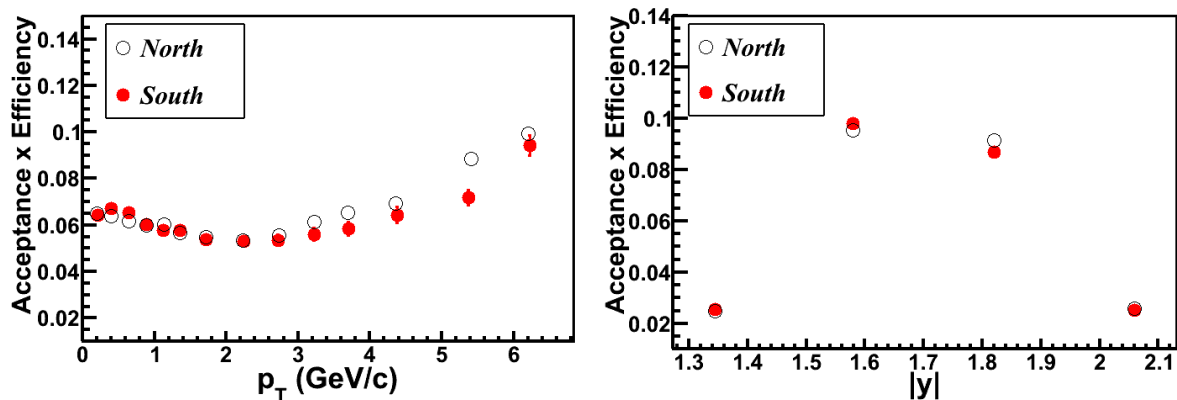 Acceptance x Efficiency
0.14
0.12
0.1
0.08
0.06
0.04
0.02
North
South
0 1 2 3 4 5 6
p_T (GeV/c)
Acceptance x Efficiency
0.14
0.12
0.1
0.08
0.06
0.04
0.02
North
South
1.3 1.4 1.5 1.6 1.7 1.8 1.9 2 2.1
|y|